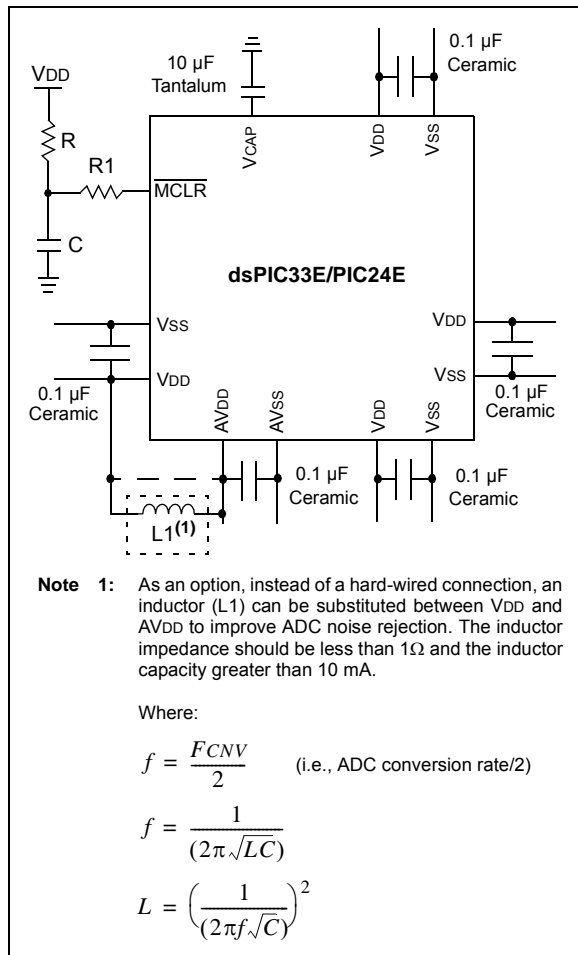 VDD
R
R1
C
10 µF
Tantalum
0.1 µF
Ceramic
VCAP
VDD
VSS
MCLR
dsPIC33E/PIC24E
VSS
VDD
VDD
VSS
0.1 µF
Ceramic
0.1 µF
Ceramic
AVDD
AVSS
VDD
VSS
0.1 µF
Ceramic
0.1 µF
Ceramic
L1(1)
Note 1: As an option, instead of a hard-wired connection, an
inductor (L1) can be substituted between VDD and
AVDD to improve ADC noise rejection. The inductor
impedance should be less than 1Ω and the inductor
capacity greater than 10 mA.
Where:
f = FCNV / 2 (i.e., ADC conversion rate/2)
f = 1 / (2π√LC)
L = (1 / (2πf√C))²